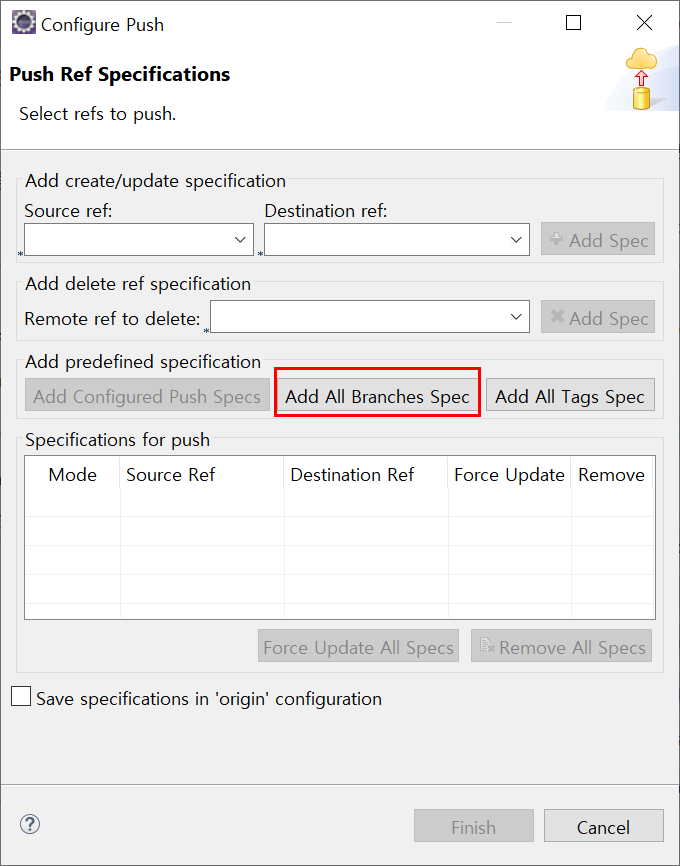 Configure Push
Push Ref Specifications
Select refs to push.
Add create/update specification
Source ref: Destination ref:
* * Add Spec
Add delete ref specification
Remote ref to delete: * Add Spec
Add predefined specification
Add Configured Push Specs Add All Branches Spec Add All Tags Spec
Specifications for push
Mode Source Ref Destination Ref Force Update Remove
Force Update All Specs Remove All Specs
Save specifications in 'origin' configuration
? Finish Cancel